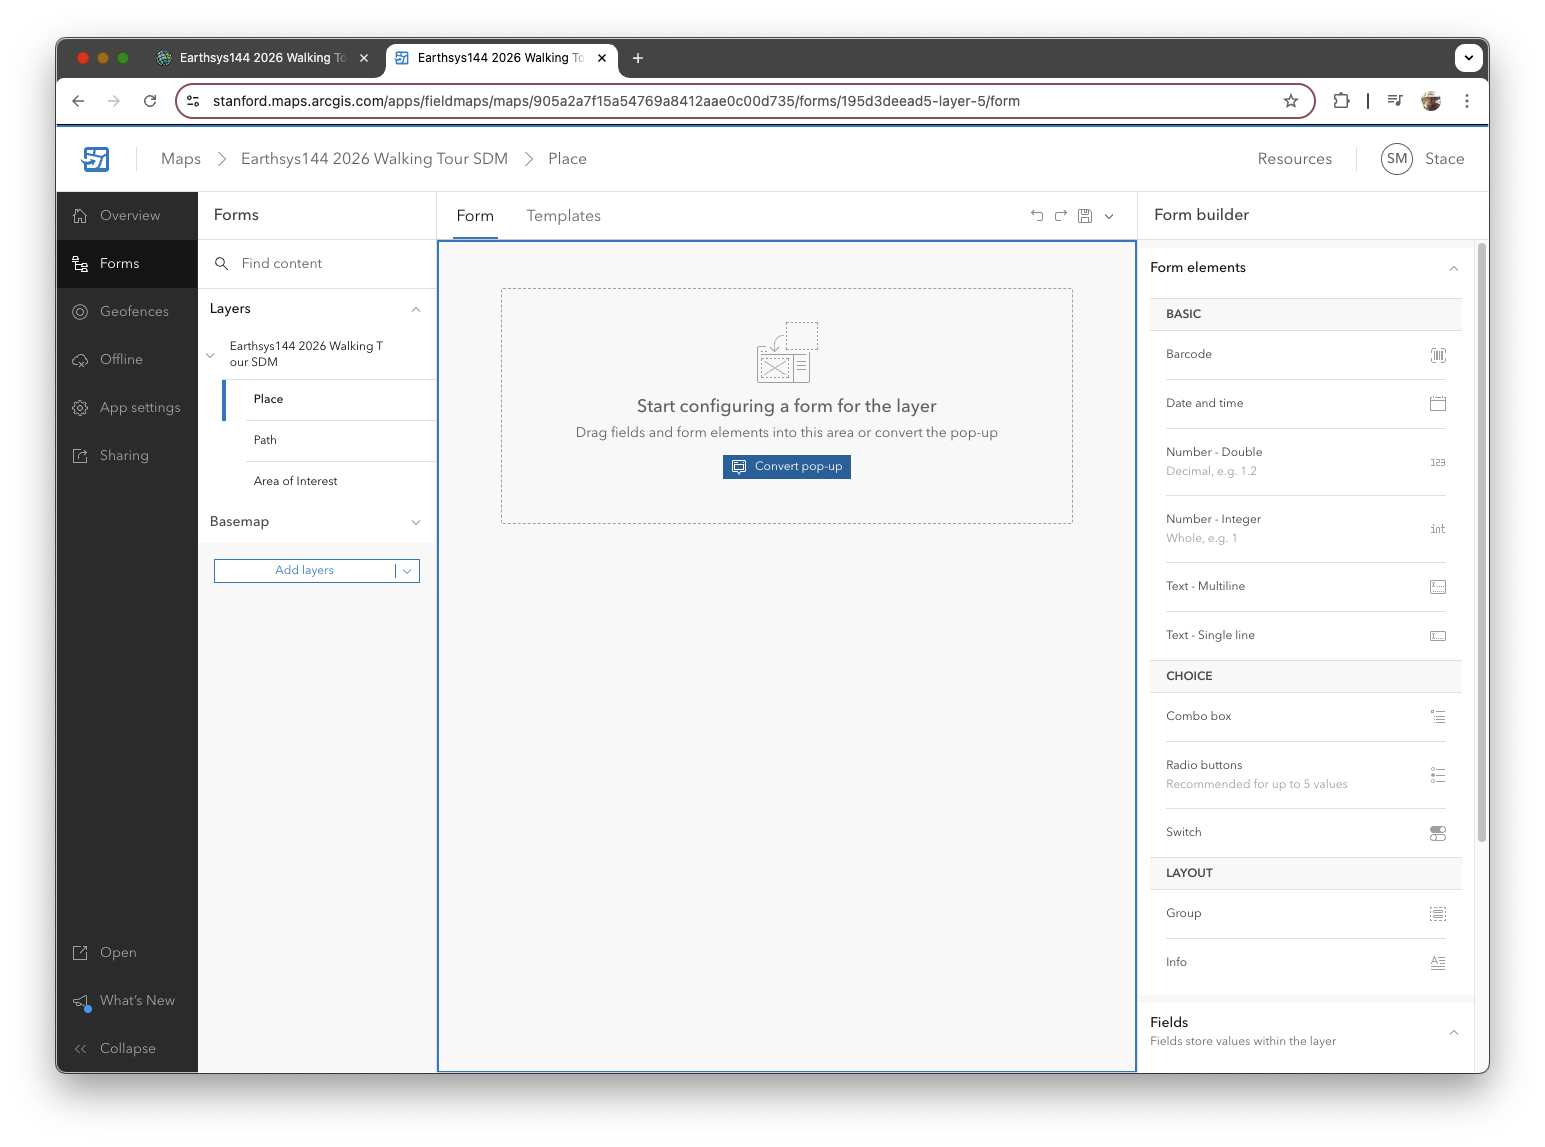 Earthsys144 2026 Walking To
Earthsys144 2026 Walking To
stanford.maps.arcgis.com/apps/fieldmaps/maps/905a2a7f15a54769a8412aae0c00d735/forms/195d3deead5-layer-5/form
Maps
Earthsys144 2026 Walking Tour SDM
Place
Resources
SM
Stace
Overview
Forms
Geofences
Offline
App settings
Sharing
Open
What's New
Collapse
Forms
Find content
Layers
Earthsys144 2026 Walking T
our SDM
Place
Path
Area of Interest
Basemap
Add layers
Form
Templates
Start configuring a form for the layer
Drag fields and form elements into this area or convert the pop-up
Convert pop-up
Form builder
Form elements
BASIC
Barcode
Date and time
Number - Double
Decimal, e.g. 1.2
123
Number - Integer
Whole, e.g. 1
int
Text - Multiline
Text - Single line
CHOICE
Combo box
Radio buttons
Recommended for up to 5 values
Switch
LAYOUT
Group
Info
Fields
Fields store values within the layer